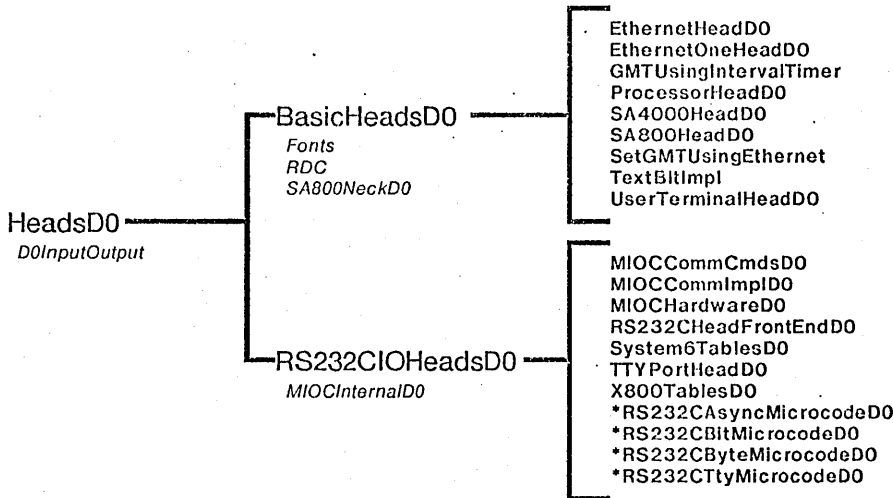 HeadsD0
D0InputOutput
BasicHeadsD0
Fonts
RDC
SA800NeckD0
EthernetHeadD0
EthernetOneHeadD0
GMTUsingIntervalTimer
ProcessorHeadD0
SA4000HeadD0
SA800HeadD0
SetGMTUsingEthernet
TextBltImpl
UserTerminalHeadD0
RS232CIOHeadsD0
MIOCInternalD0
MIOCCommCmdsD0
MIOCCommImplD0
MIOCHardwareD0
RS232CHeadFrontEndD0
System6TablesD0
TTYPortHeadD0
X800TablesD0
*RS232CAsyncMicrocodeD0
*RS232CBitMicrocodeD0
*RS232CByteMicrocodeD0
*RS232CTtyMicrocodeD0